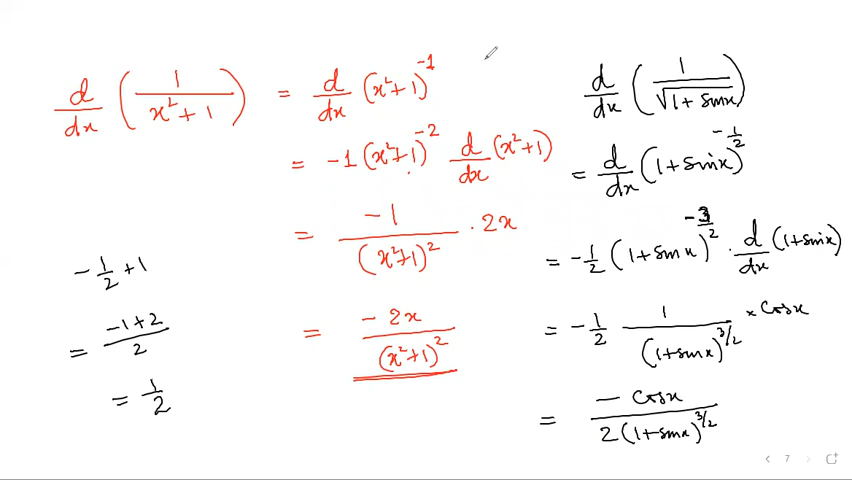 d/dx (1/(x²+1)) = d/dx (x²+1)^-1
= -1(x²+1)^-2 d/dx (x²+1)
= -1/(x²+1)² · 2x
= -2x/(x²+1)²
-1/2 +1
= (-1+2)/2
= 1/2
d/dx (1/√(1+sinx))
= d/dx (1+sinx)^-1/2
= -1/2 (1+sinx)^-3/2 · d/dx (1+sinx)
= -1/2 1/(1+sinx)^3/2 × cosx
= - cosx/2(1+sinx)^3/2
7